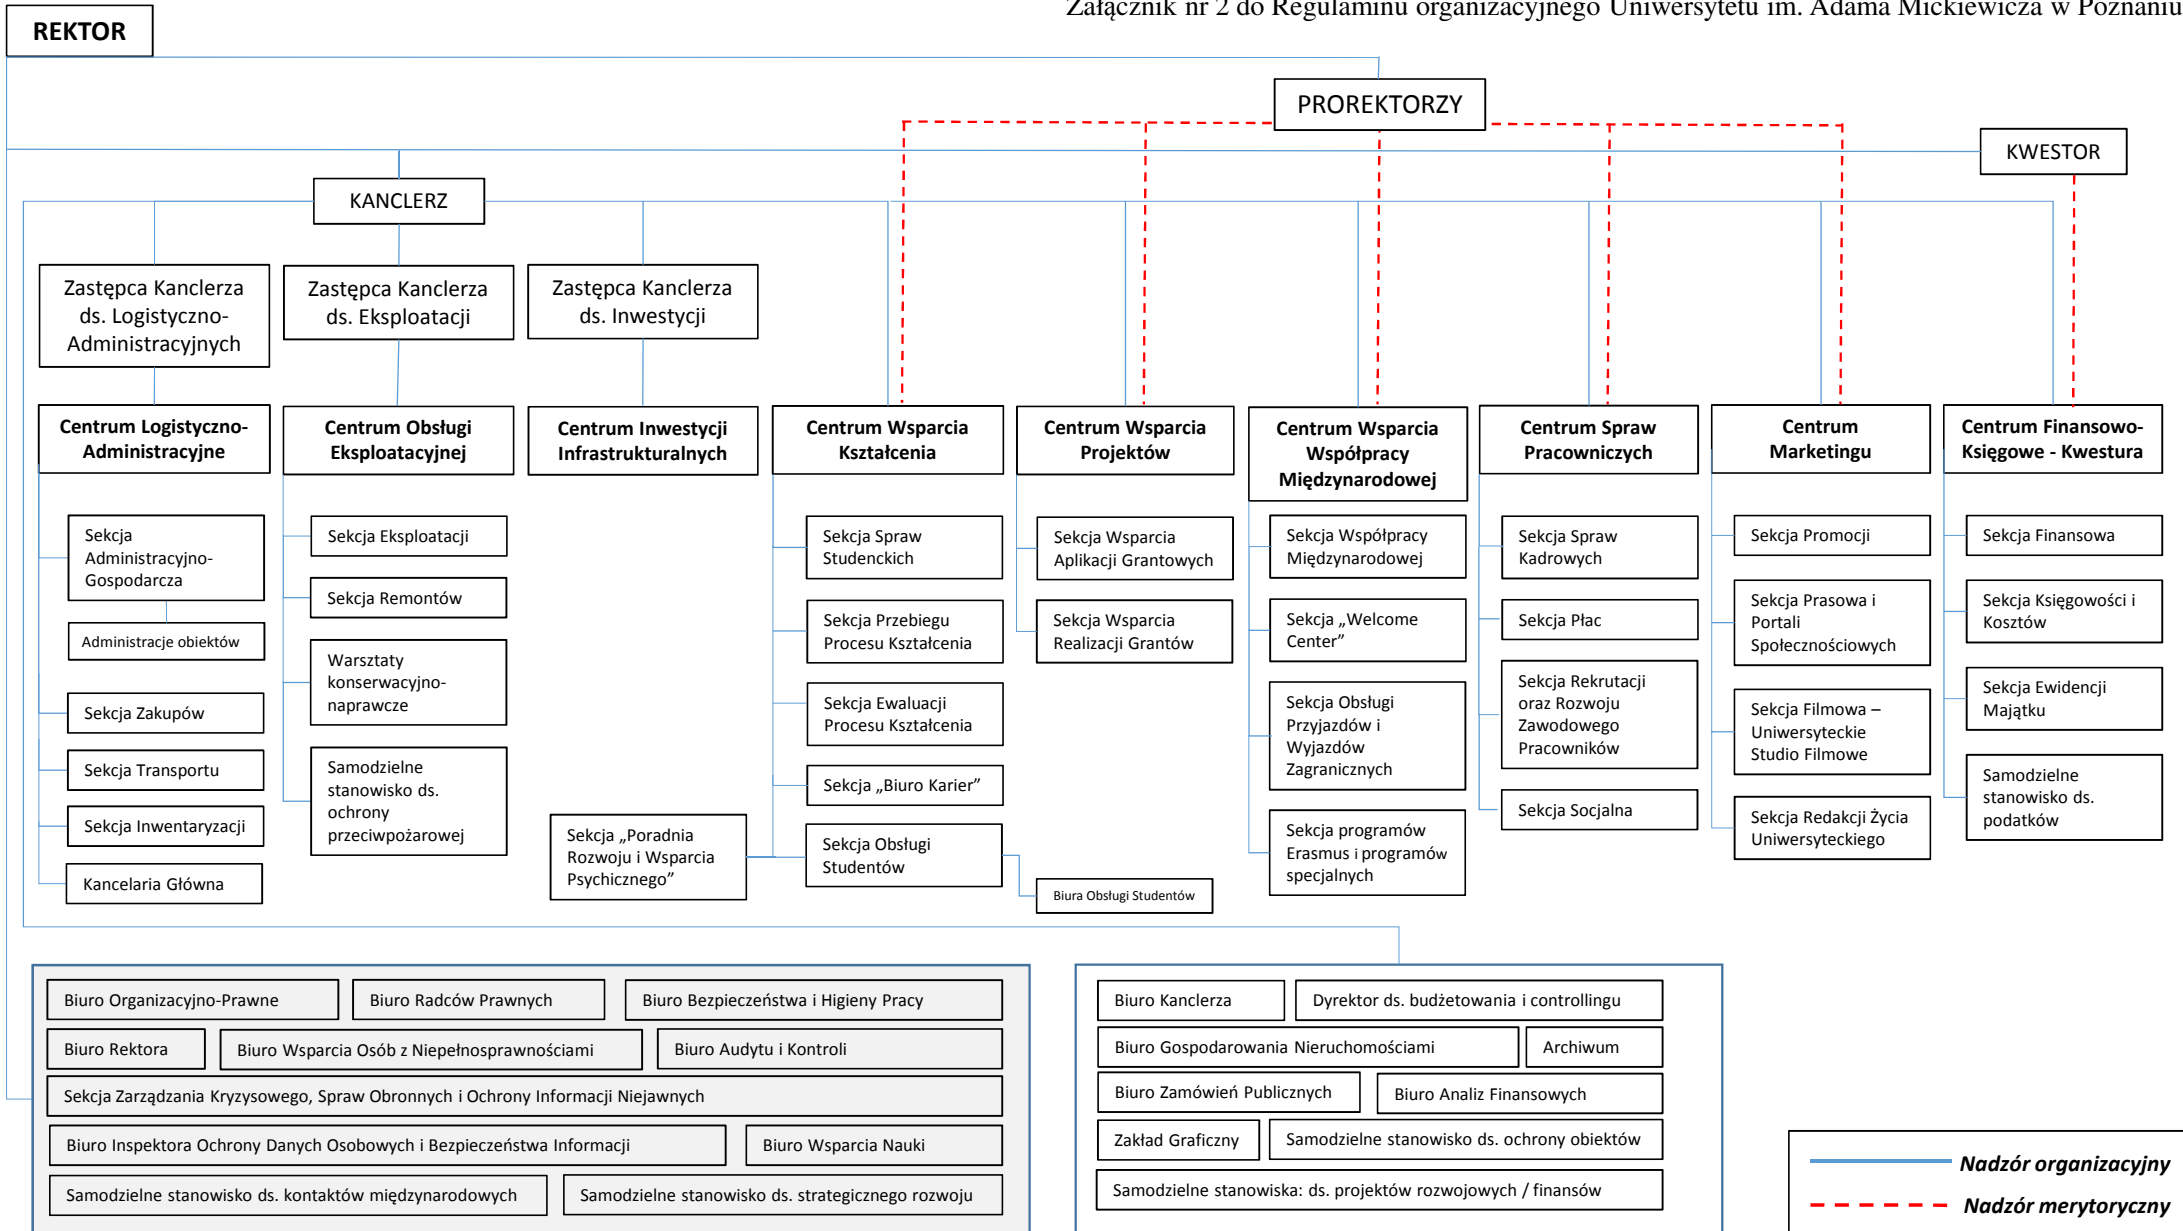 Załącznik nr 2 do Regulaminu organizacyjnego Uniwersytetu im. Adama Mickiewicza w Poznaniu
REKTOR
PROREKTORZY
KWESTOR
KANCLERZ
Zastępca Kanclerza
ds. Logistyczno-
Administracyjnych
Zastępca Kanclerza
ds. Eksploatacji
Zastępca Kanclerza
ds. Inwestycji
Centrum Logistyczno-
Administracyjne
Centrum Obsługi
Eksploatacyjnej
Centrum Inwestycji
Infrastrukturalnych
Centrum Wsparcia
Kształcenia
Centrum Wsparcia
Projektów
Centrum Wsparcia
Współpracy
Międzynarodowej
Centrum Spraw
Pracowniczych
Centrum
Marketingu
Centrum Finansowo-
Księgowe - Kwestura
Sekcja
Administracyjno-
Gospodarcza
Administracje obiektów
Sekcja Zakupów
Sekcja Transportu
Sekcja Inwentaryzacji
Kancelaria Główna
Sekcja Eksploatacji
Sekcja Remontów
Warsztaty
konserwacyjno-
naprawcze
Samodzielne
stanowisko ds.
ochrony
przeciwpożarowej
Sekcja „Poradnia
Rozwoju i Wsparcia
Psychicznego”
Sekcja Spraw
Studenckich
Sekcja Przebiegu
Procesu Kształcenia
Sekcja Ewaluacji
Procesu Kształcenia
Sekcja „Biuro Karier”
Sekcja Obsługi
Studentów
Biura Obsługi Studentów
Sekcja Wsparcia
Aplikacji Grantowych
Sekcja Wsparcia
Realizacji Grantów
Sekcja Współpracy
Międzynarodowej
Sekcja „Welcome
Center”
Sekcja Obsługi
Przyjazdów i
Wyjazdów
Zagranicznych
Sekcja programów
Erasmus i programów
specjalnych
Sekcja Spraw
Kadrowych
Sekcja Płac
Sekcja Rekrutacji
oraz Rozwoju
Zawodowego
Pracowników
Sekcja Socjalna
Sekcja Promocji
Sekcja Prasowa i
Portali
Społecznościowych
Sekcja Filmowa –
Uniwersyteckie
Studio Filmowe
Sekcja Redakcji Życia
Uniwersyteckiego
Sekcja Finansowa
Sekcja Księgowości i
Kosztów
Sekcja Ewidencji
Majątku
Samodzielne
stanowisko ds.
podatków
Biuro Organizacyjno-Prawne
Biuro Radców Prawnych
Biuro Bezpieczeństwa i Higieny Pracy
Biuro Rektora
Biuro Wsparcia Osób z Niepełnosprawnościami
Biuro Audytu i Kontroli
Sekcja Zarządzania Kryzysowego, Spraw Obronnych i Ochrony Informacji Niejawnych
Biuro Inspektora Ochrony Danych Osobowych i Bezpieczeństwa Informacji
Biuro Wsparcia Nauki
Samodzielne stanowisko ds. kontaktów międzynarodowych
Samodzielne stanowisko ds. strategicznego rozwoju
Biuro Kanclerza
Dyrektor ds. budżetowania i controllingu
Biuro Gospodarowania Nieruchomościami
Archiwum
Biuro Zamówień Publicznych
Biuro Analiz Finansowych
Zakład Graficzny
Samodzielne stanowisko ds. ochrony obiektów
Samodzielne stanowiska: ds. projektów rozwojowych / finansów
Nadzór organizacyjny
Nadzór merytoryczny